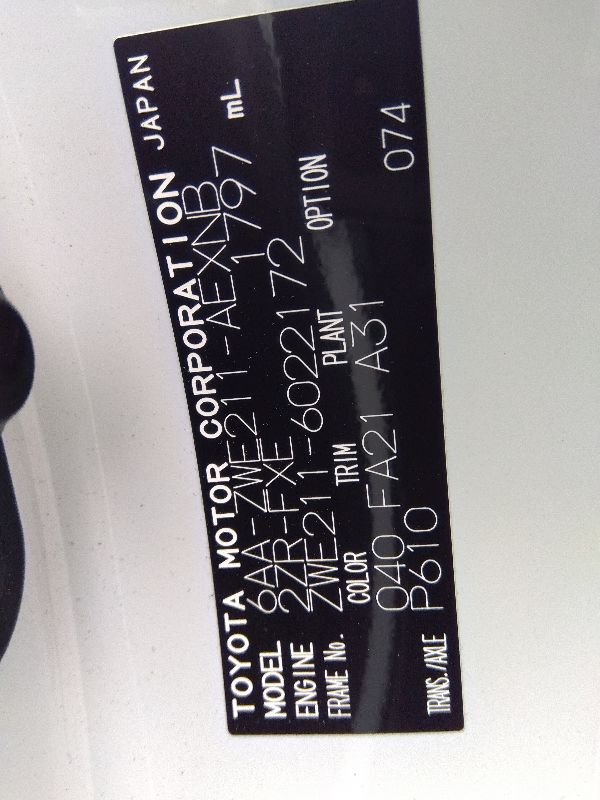 TOYOTA MOTOR CORPORATION JAPAN
MODEL 6AA-ZWE211-AEXNB
ENGINE 2ZR-FXE 1797 mL
FRAME No. ZWE211-6022172
COLOR TRIM PLANT OPTION
040 FA21 A31 074
TRANS./AXLE P610